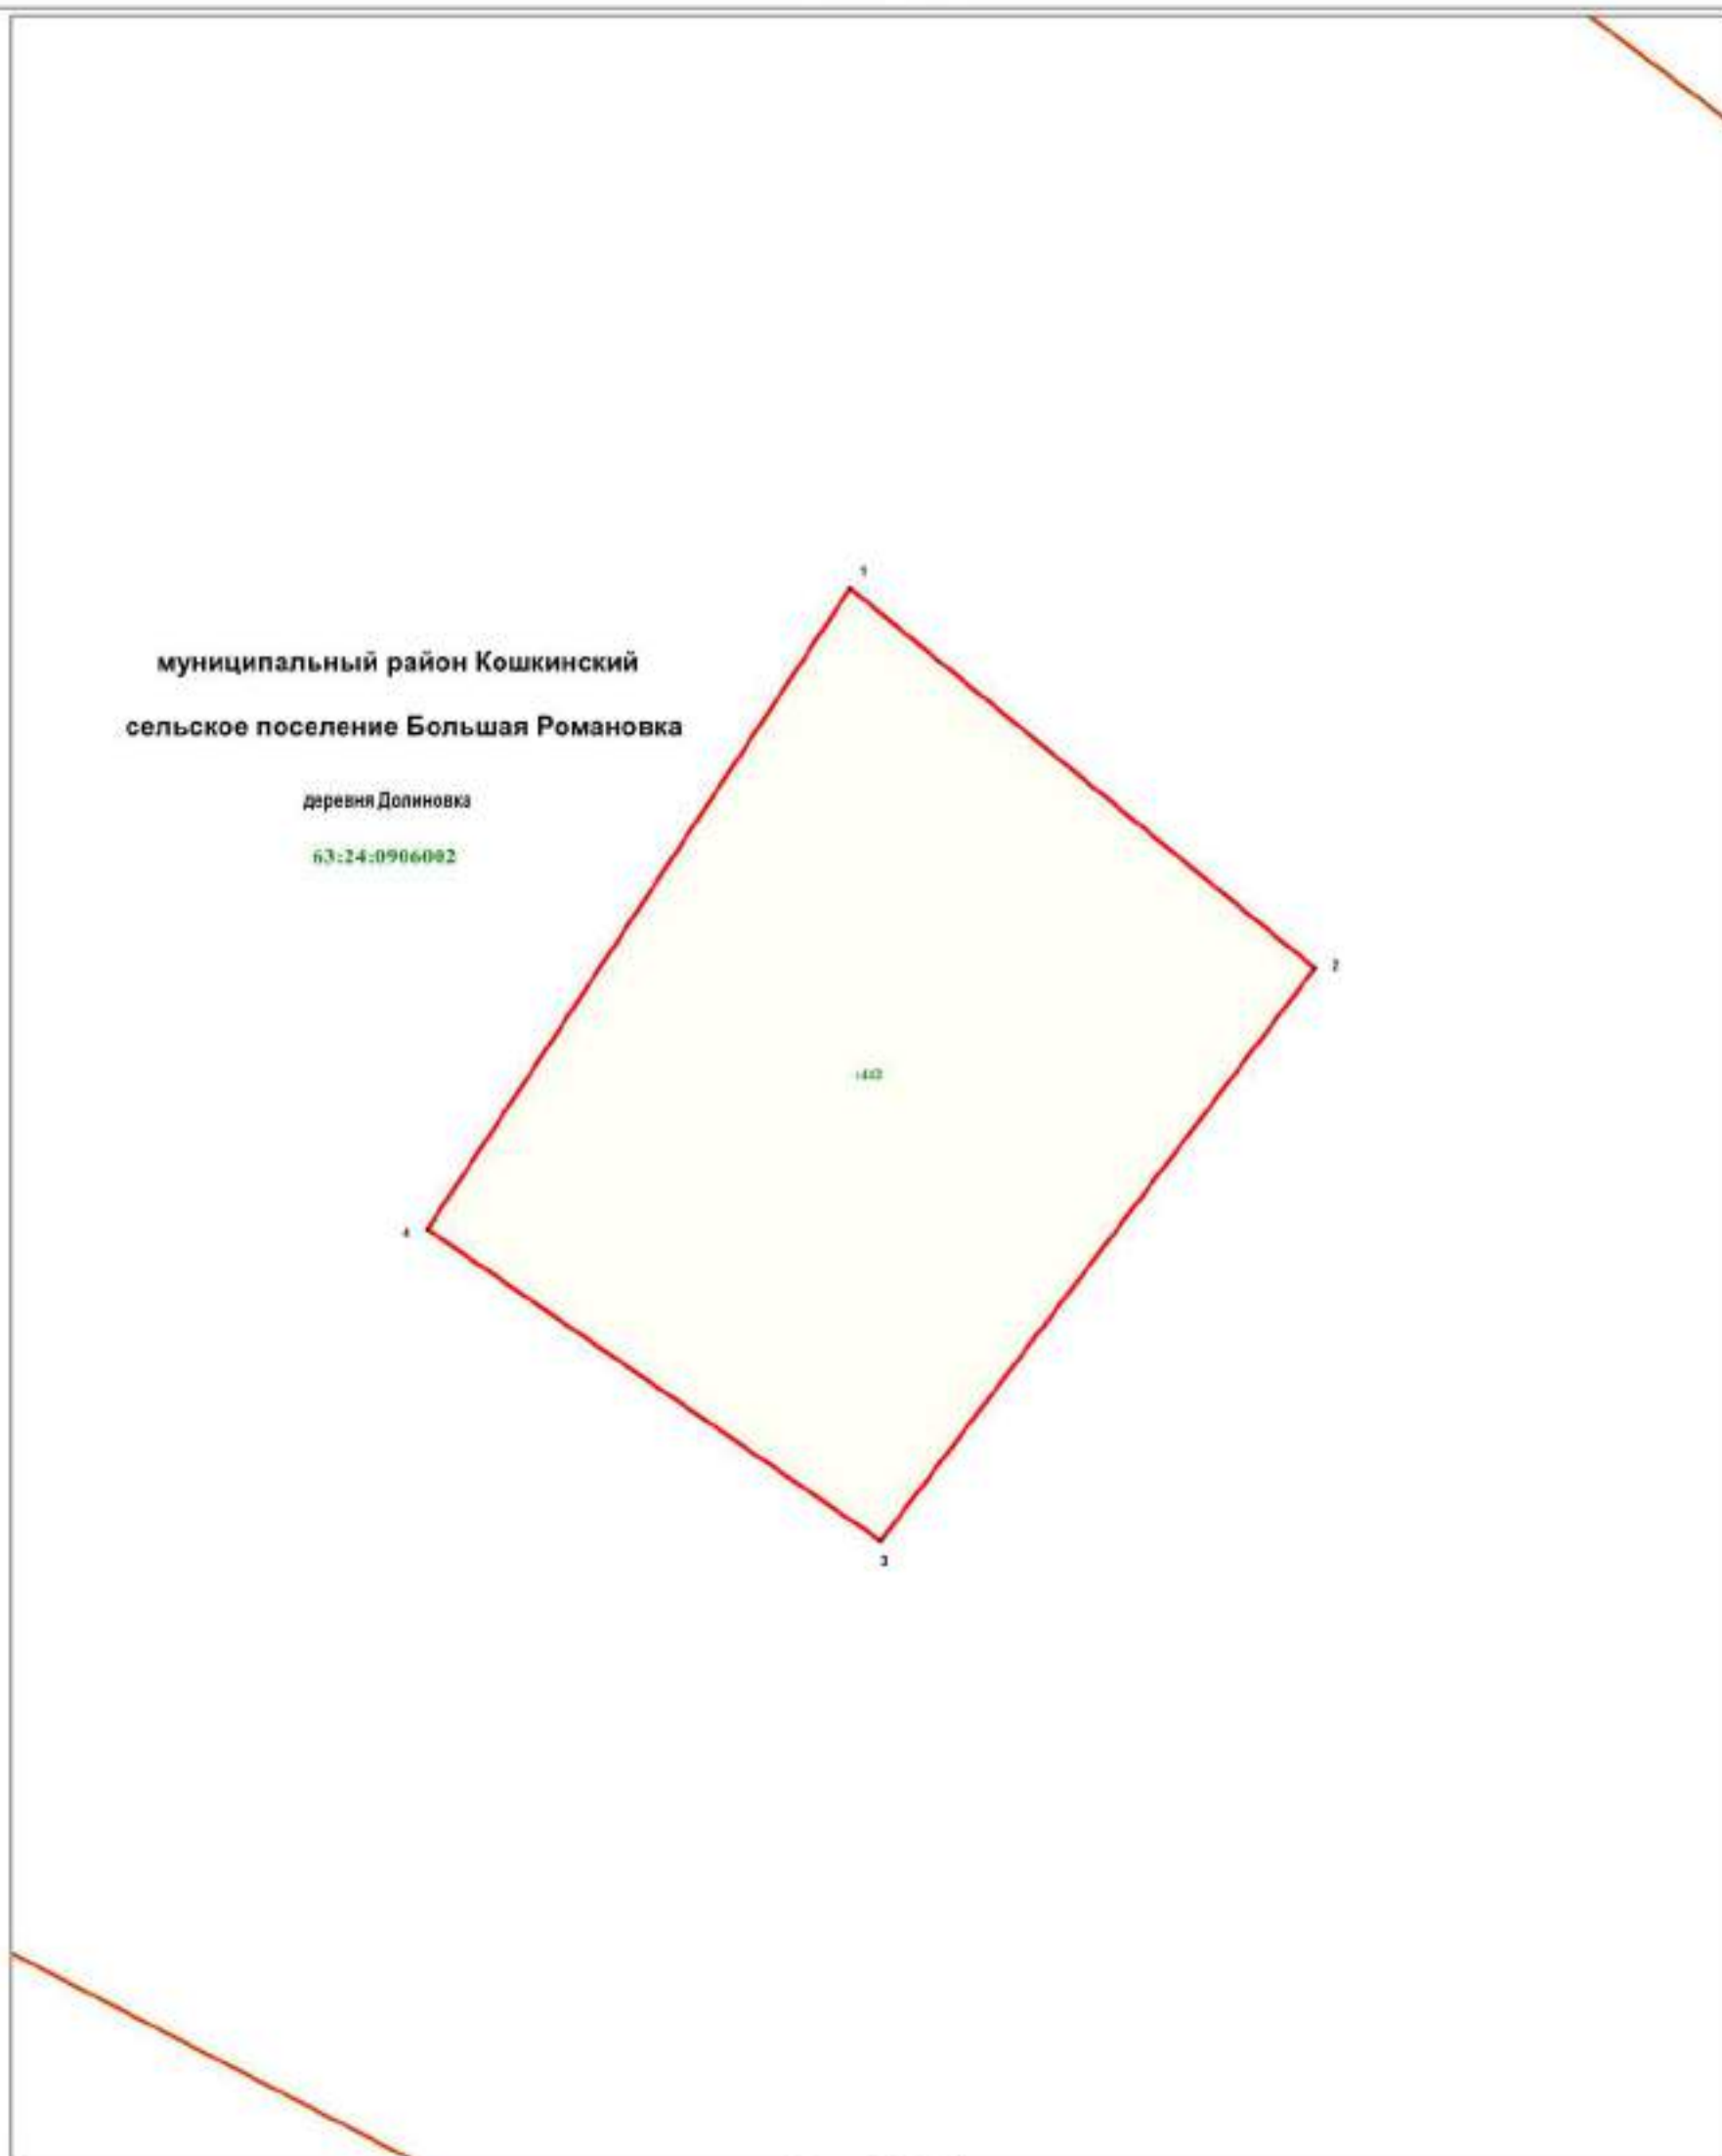 1
муниципальный район Кошкинский
сельское поселение Большая Романовка
деревня Долиновка
63:24:0906002
2
4
3